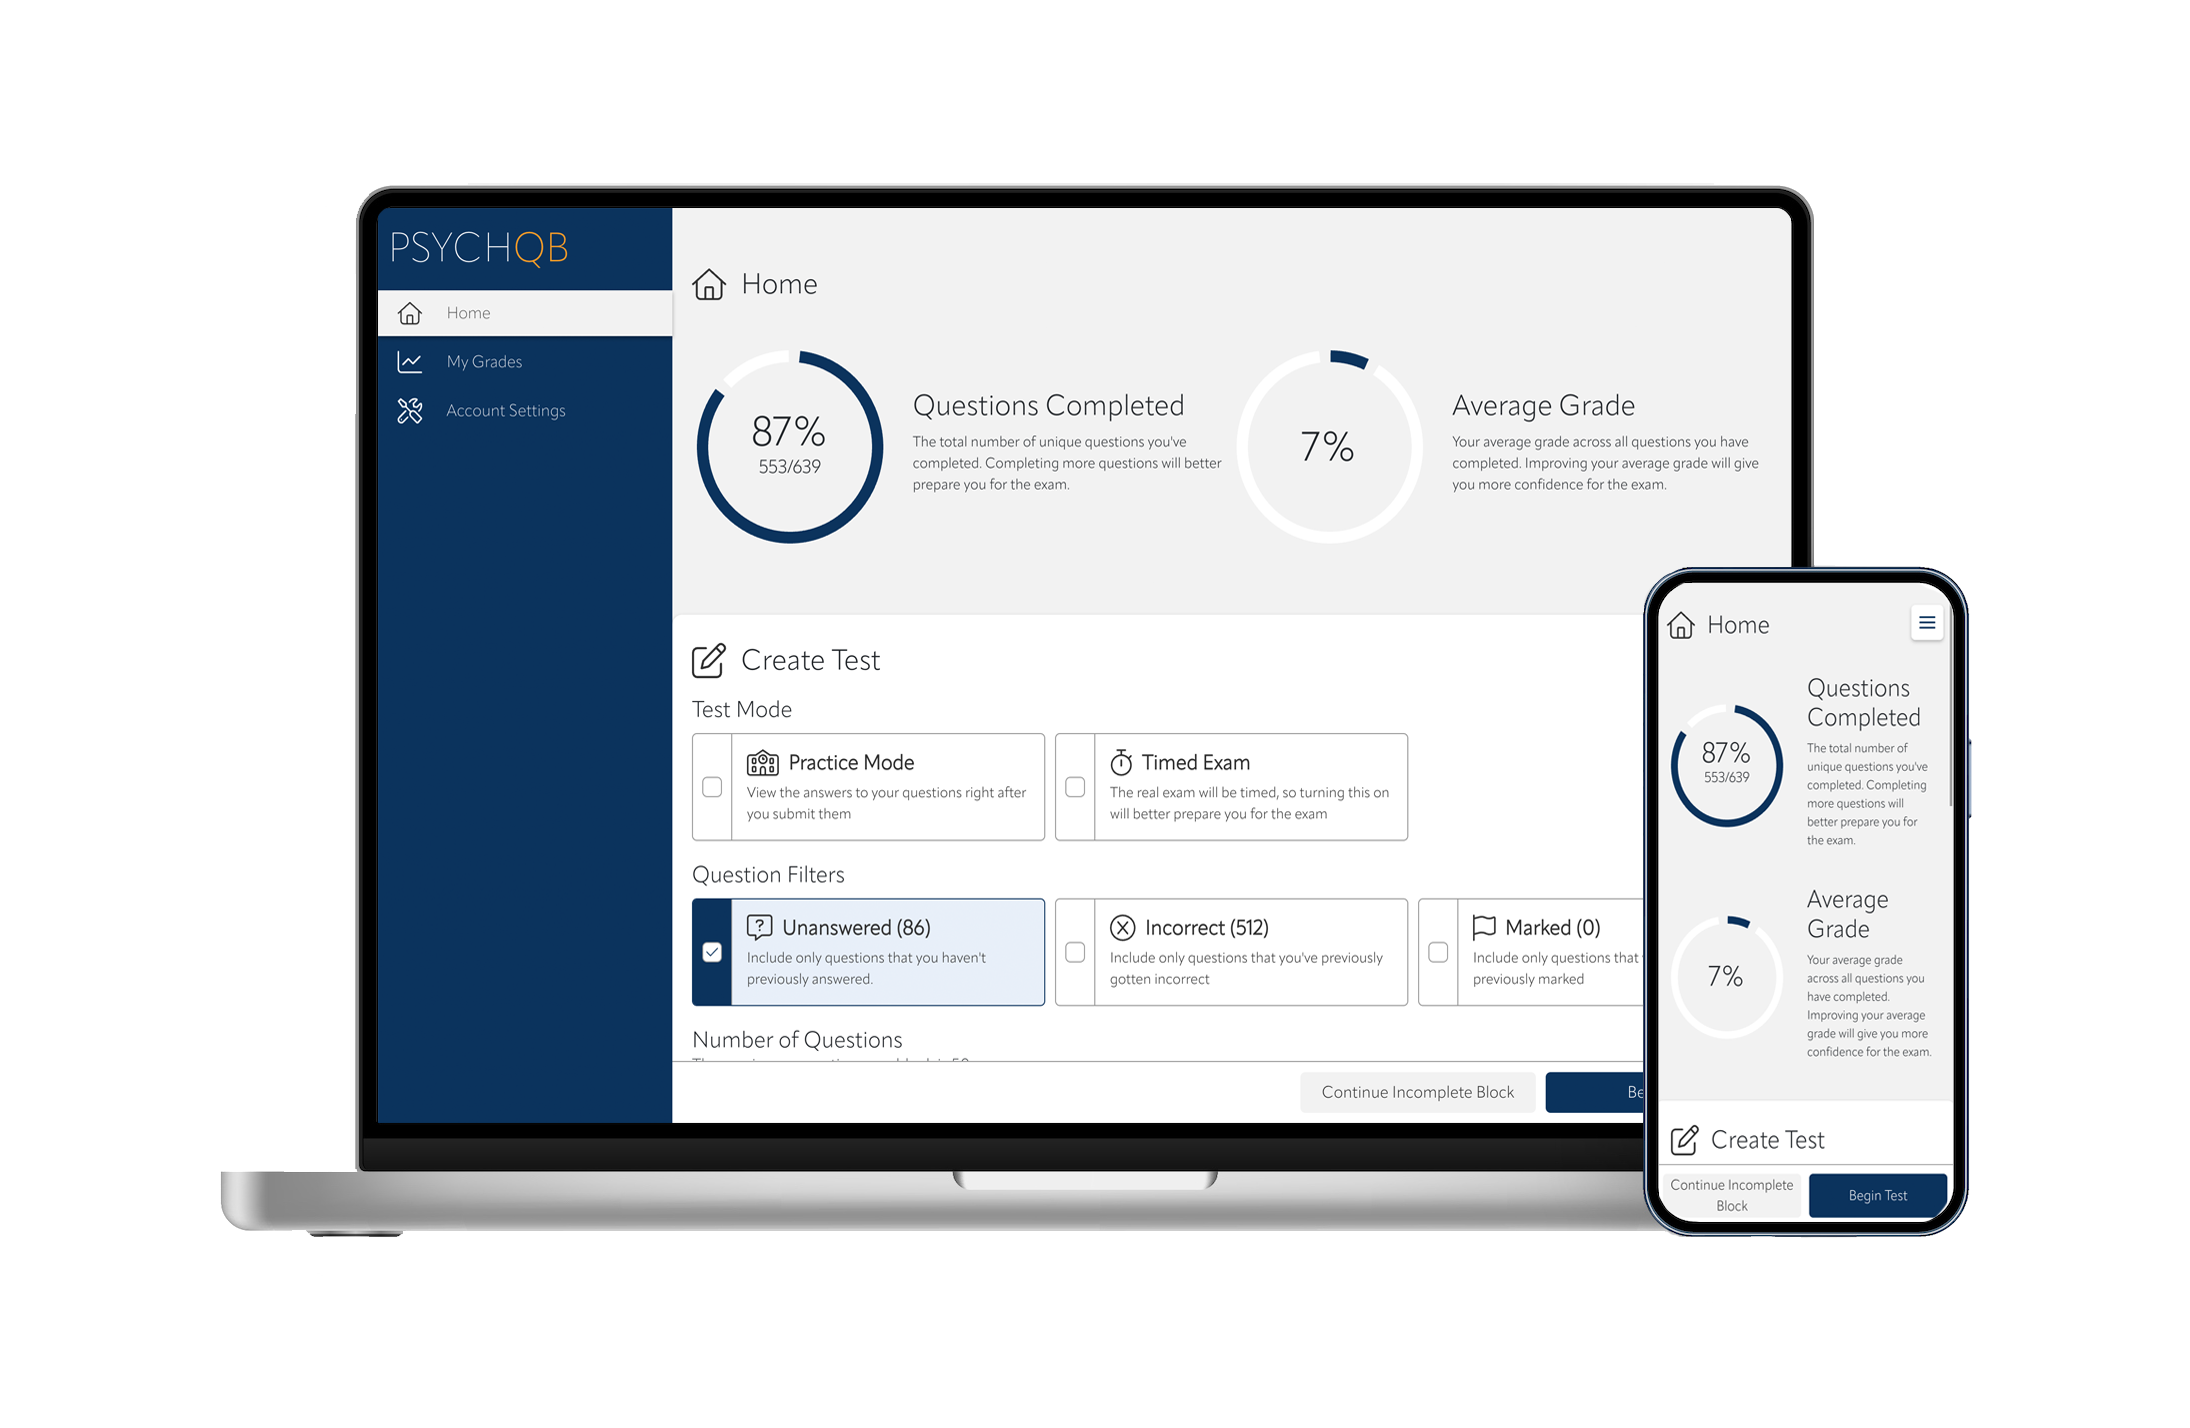 PSYCHQB
Home
My Grades
Account Settings
Home
87%
553/639
Questions Completed
The total number of unique questions you've
completed. Completing more questions will better
prepare you for the exam.
7%
Average Grade
Your average grade across all questions you have
completed. Improving your average grade will give
you more confidence for the exam.
Create Test
Test Mode
Practice Mode
View the answers to your questions right after
you submit them
Timed Exam
The real exam will be timed, so turning this on
will better prepare you for the exam
Question Filters
Unanswered (86)
Include only questions that you haven't
previously answered.
Incorrect (512)
Include only questions that you've previously
gotten incorrect
Marked (0)
Include only questions that
previously marked
Number of Questions
Continue Incomplete Block
Be
Home
87%
553/639
Questions
Completed
The total number of
unique questions you've
completed. Completing
more questions will
better prepare you for
the exam.
7%
Average
Grade
Your average grade
across all questions you
have completed.
Improving your average
grade will give you more
confidence for the exam.
Create Test
Continue Incomplete
Block
Begin Test